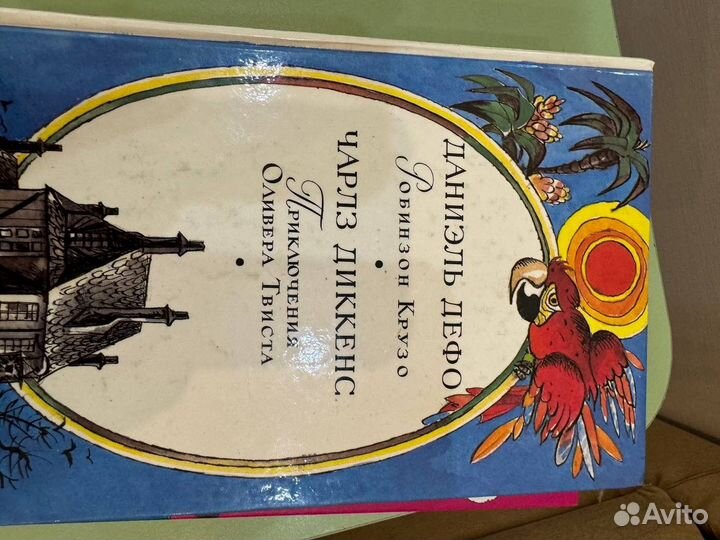 ДАНИЭЛЬ ДЕФО
Робинзон Крузо
•
ЧАРЛЗ ДИККЕНС
Приключения
Оливера Твиста
•
Avito